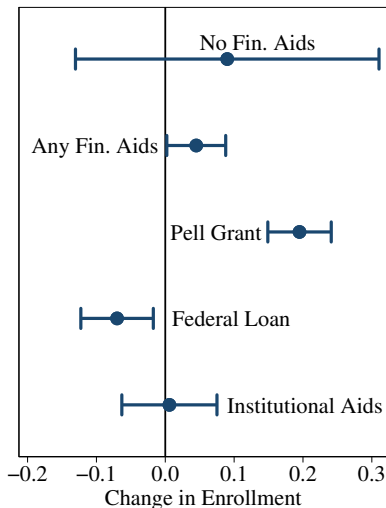 No Fin. Aids
Any Fin. Aids
Pell Grant
Federal Loan
Institutional Aids
−0.2 −0.1 0.0 0.1 0.2 0.3
Change in Enrollment